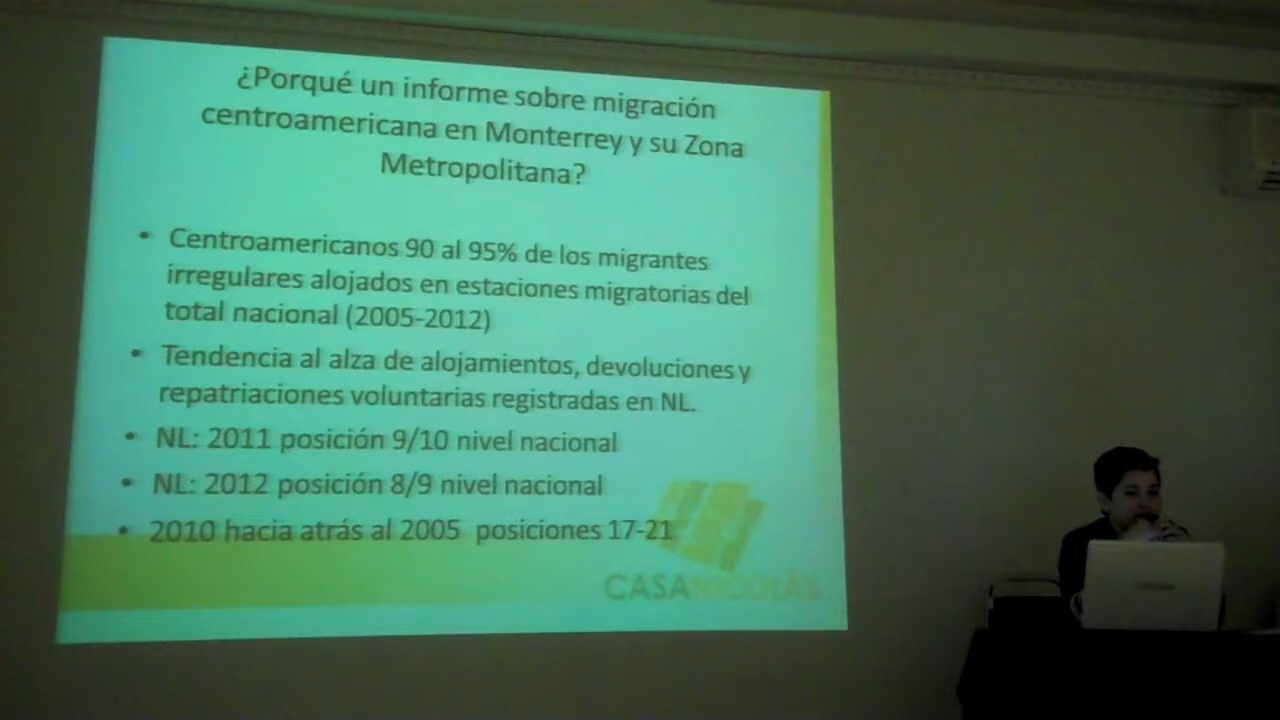 ¿Porqué un informe sobre migración
centroamericana en Monterrey y su Zona
Metropolitana?
• Centroamericanos 90 al 95% de los migrantes
irregulares alojados en estaciones migratorias del
total nacional (2005-2012)
• Tendencia al alza de alojamientos, devoluciones y
repatriaciones voluntarias registradas en NL.
• NL: 2011 posición 9/10 nivel nacional
• NL: 2012 posición 8/9 nivel nacional
• 2010 hacia atrás al 2005 posiciones 17-21
CASANICOLÁS